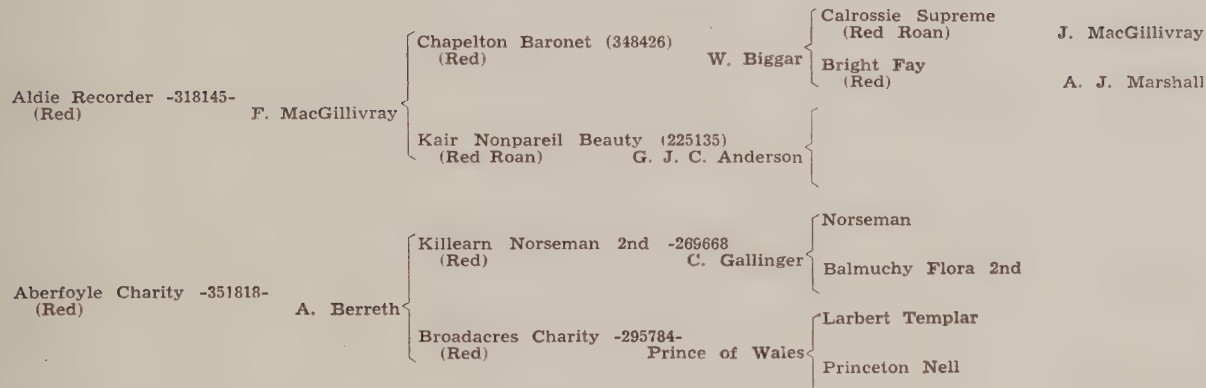 Calrossie Supreme
(Red Roan) J. MacGillivray
Chapelton Baronet (348426)
(Red) W. Biggar
Bright Fay
(Red) A. J. Marshall
Aldie Recorder -318145-
(Red) F. MacGillivray
Kair Nonpareil Beauty (225135)
(Red Roan) G. J. C. Anderson
Norseman
Killearn Norseman 2nd -269668
(Red) C. Gallinger
Balmuchy Flora 2nd
Aberfoyle Charity -351818-
(Red) A. Berreth
Larbert Templar
Broadacres Charity -295784-
(Red) Prince of Wales
Princeton Nell